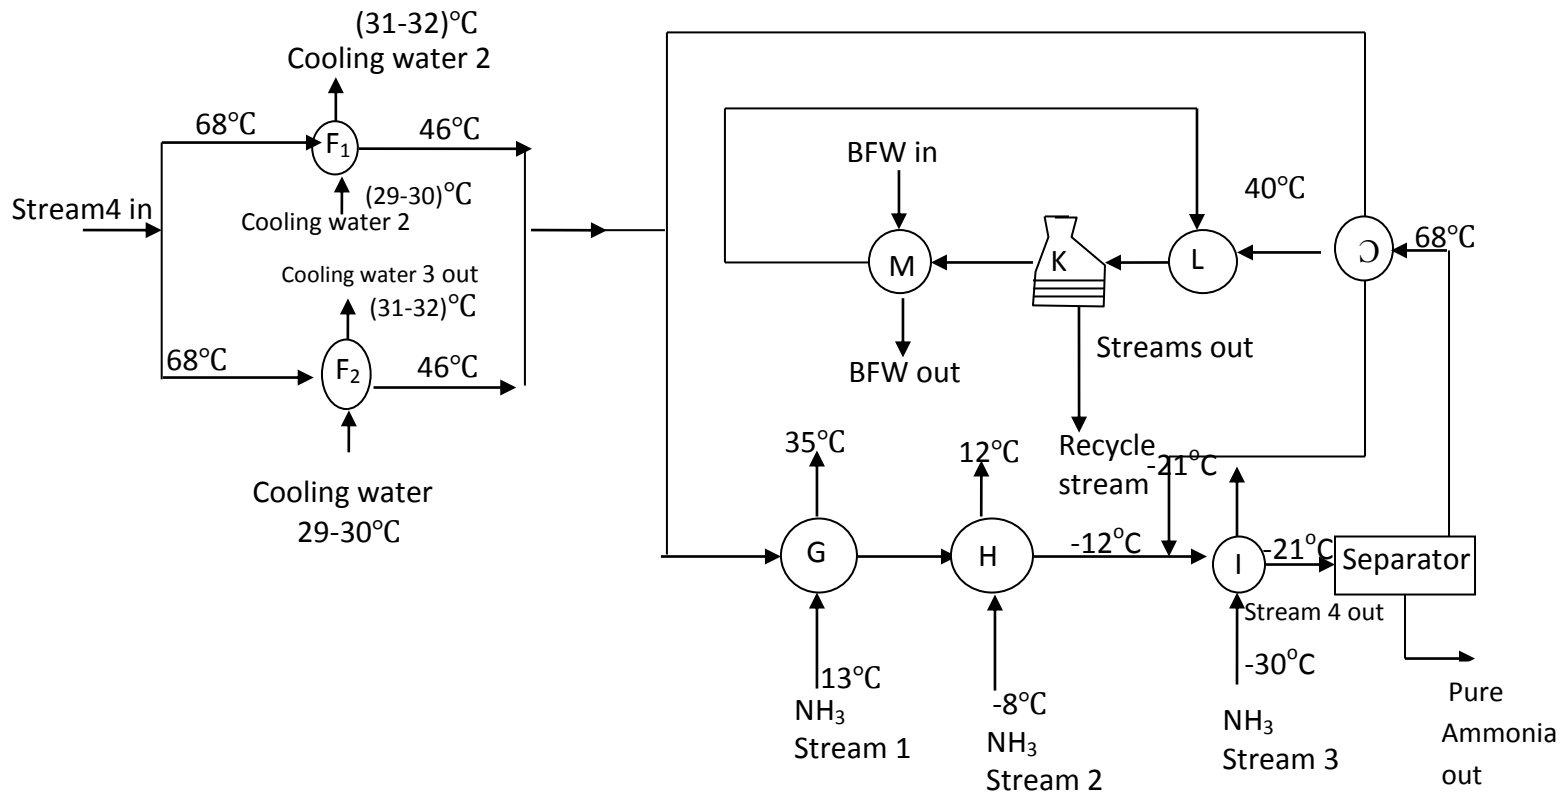 (31-32)°C
Cooling water 2
68°C
F₁
46°C
(29-30)°C
Stream4 in
Cooling water 2
Cooling water 3 out
(31-32)°C
68°C
F₂
46°C
Cooling water
29-30°C
BFW in
40°C
M
K
L
C
68°C
BFW out
Streams out
Recycle
stream
35°C
12°C
-21°C
G
H
-12°C
I
-21°C
Separator
Stream 4 out
13°C
NH₃
Stream 1
-8°C
NH₃
Stream 2
-30°C
NH₃
Stream 3
Pure
Ammonia
out